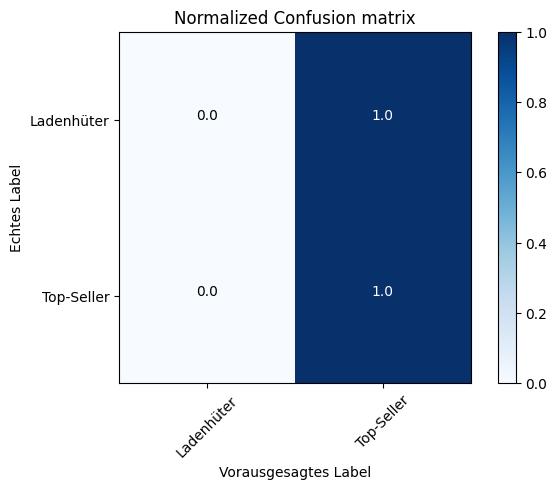 Normalized Confusion matrix
Echtes Label
Ladenhüter
0.0
1.0
Top-Seller
0.0
1.0
Ladenhüter
Top-Seller
Vorausgesagtes Label
1.0
0.8
0.6
0.4
0.2
0.0